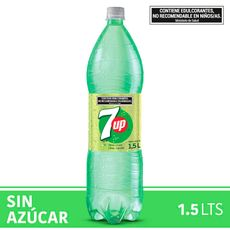 CONTIENE EDULCORANTES,
NO RECOMENDABLE EN NIÑOS/AS.
Ministerio de Salud
7up
1,5 L
SIN
AZÚCAR
1.5 LTS